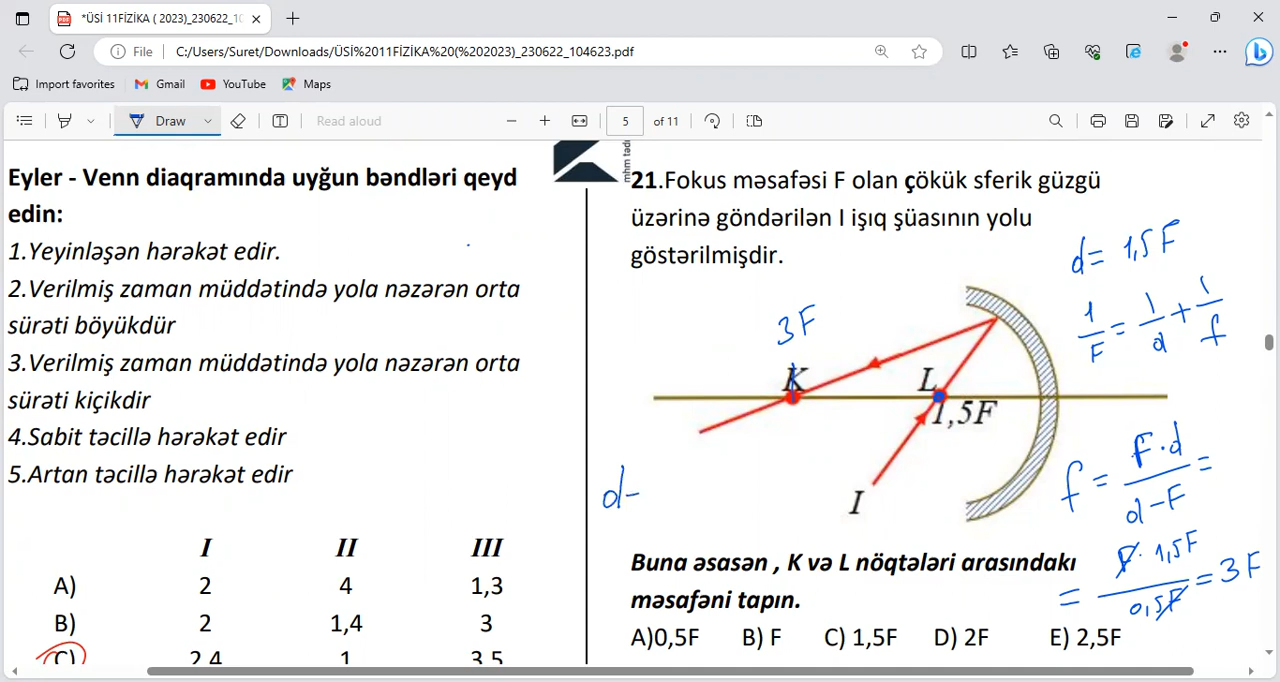 *ÜSİ 11FİZİKA ( 2023)_230622_10
File
C:/Users/Suret/Downloads/ÜSİ%2011FİZİKA%20(%202023)_230622_104623.pdf
Import favorites
Gmail
YouTube
Maps
Draw
Read aloud
5
of 11
Eyler - Venn diaqramında uyğun bəndləri qeyd
edin:
1.Yeyinləşən hərəkət edir.
2.Verilmiş zaman müddətində yola nəzərən orta
sürəti böyükdür
3.Verilmiş zaman müddətində yola nəzərən orta
sürəti kiçikdir
4.Sabit təcillə hərəkət edir
5.Artan təcillə hərəkət edir
I II III
A) 2 4 1,3
B) 2 1,4 3
C) 2,4 1 3,5
21.Fokus məsafəsi F olan çökük sferik güzgü
üzərinə göndərilən I işıq şüasının yolu
göstərilmişdir.
d= 1,5F
1/F = 1/d + 1/f
3F
K
L
1,5F
I
d-
f = F·d / d-F =
= F·1,5F / 0,5F = 3F
Buna əsasən , K və L nöqtələri arasındakı
məsafəni tapın.
A)0,5F B) F C) 1,5F D) 2F E) 2,5F